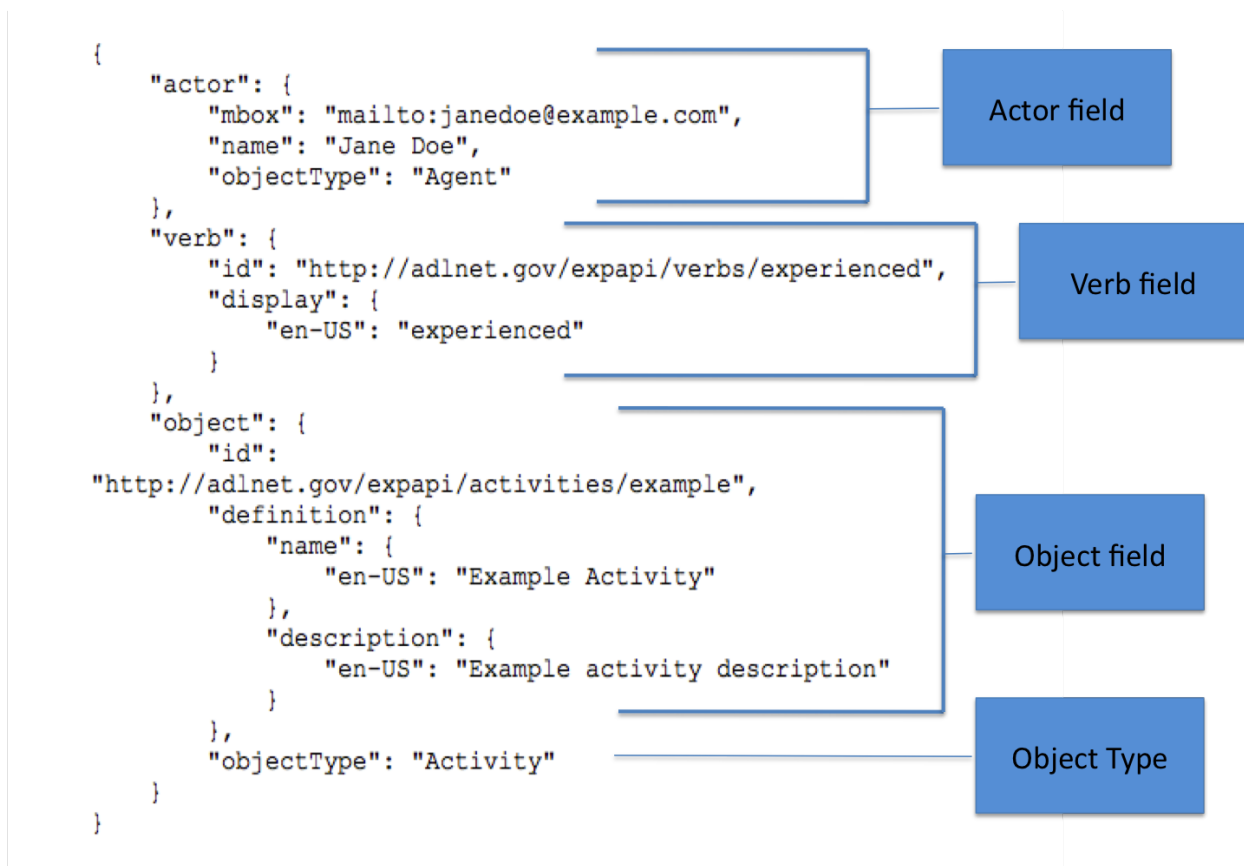 {
"actor": {
"mbox": "mailto:janedoe@example.com",
"name": "Jane Doe",
"objectType": "Agent"
},
"verb": {
"id": "http://adlnet.gov/expapi/verbs/experienced",
"display": {
"en-US": "experienced"
}
},
"object": {
"id":
"http://adlnet.gov/expapi/activities/example",
"definition": {
"name": {
"en-US": "Example Activity"
},
"description": {
"en-US": "Example activity description"
}
},
"objectType": "Activity"
}
}
Actor field
Verb field
Object field
Object Type